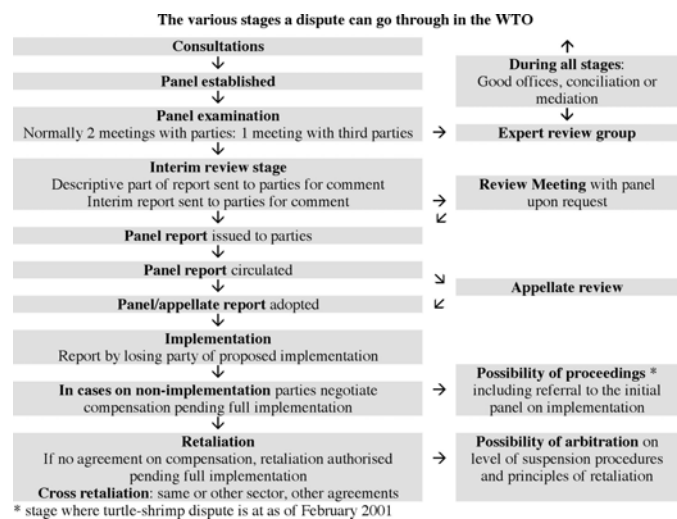 The various stages a dispute can go through in the WTO
Consultations
↓
Panel established
↓
Panel examination
Normally 2 meetings with parties: 1 meeting with third parties
→
↓
Interim review stage
Descriptive part of report sent to parties for comment
Interim report sent to parties for comment
→
↙
↓
Panel report issued to parties
↓
Panel report circulated
↘
↓
Panel/appellate report adopted
↙
↓
Implementation
Report by losing party of proposed implementation
↓
In cases on non-implementation parties negotiate
compensation pending full implementation
→
↓
Retaliation
If no agreement on compensation, retaliation authorised
pending full implementation
Cross retaliation: same or other sector, other agreements
→
↑
During all stages:
Good offices, conciliation or
mediation
↓
Expert review group
Review Meeting with panel
upon request
Appellate review
Possibility of proceedings *
including referral to the initial
panel on implementation
Possibility of arbitration on
level of suspension procedures
and principles of retaliation
* stage where turtle-shrimp dispute is at as of February 2001